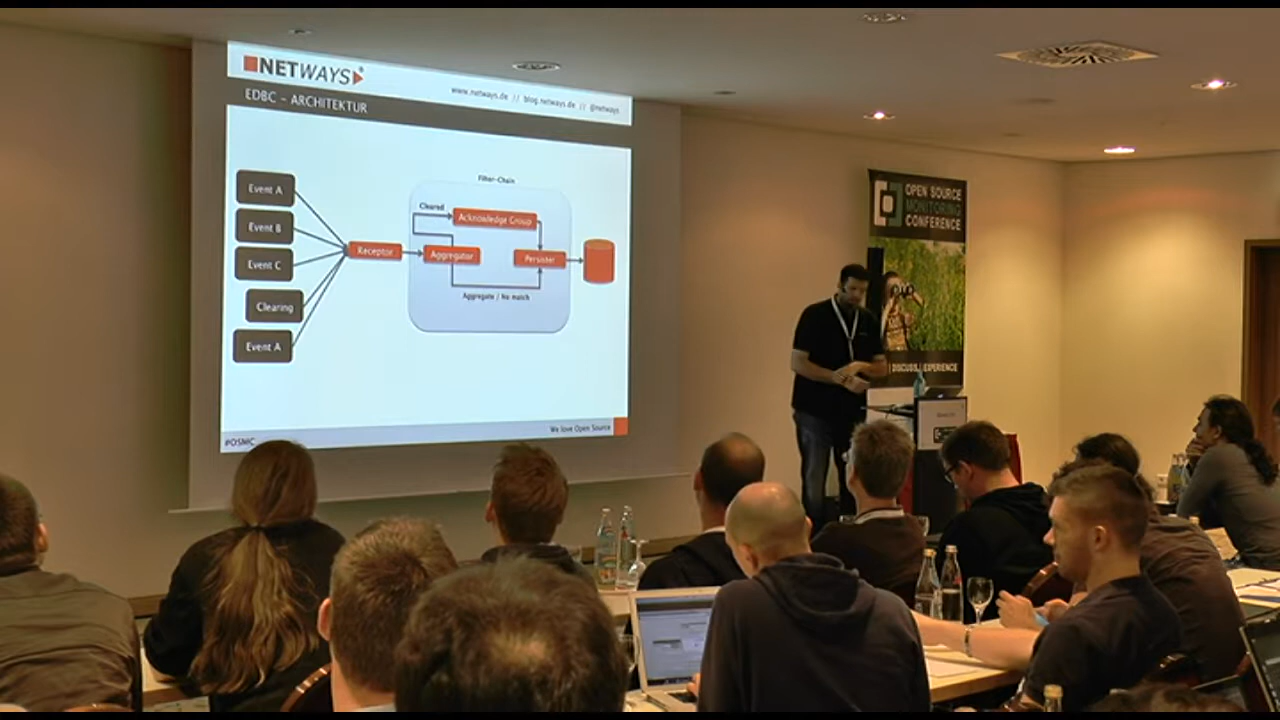 NETWAYS
www.netways.de // blog.netways.de // @netways
EDBC - ARCHITEKTUR
Filter-Chain
Event A
Event B
Event C
Clearing
Event A
Receptor
Cleared
Acknowledge Group
Aggregator
Persister
Aggregate / No match
#OSMC
We love Open Source
OPEN SOURCE
MONITORING
CONFERENCE
| DISCUSS | EXPERIENCE